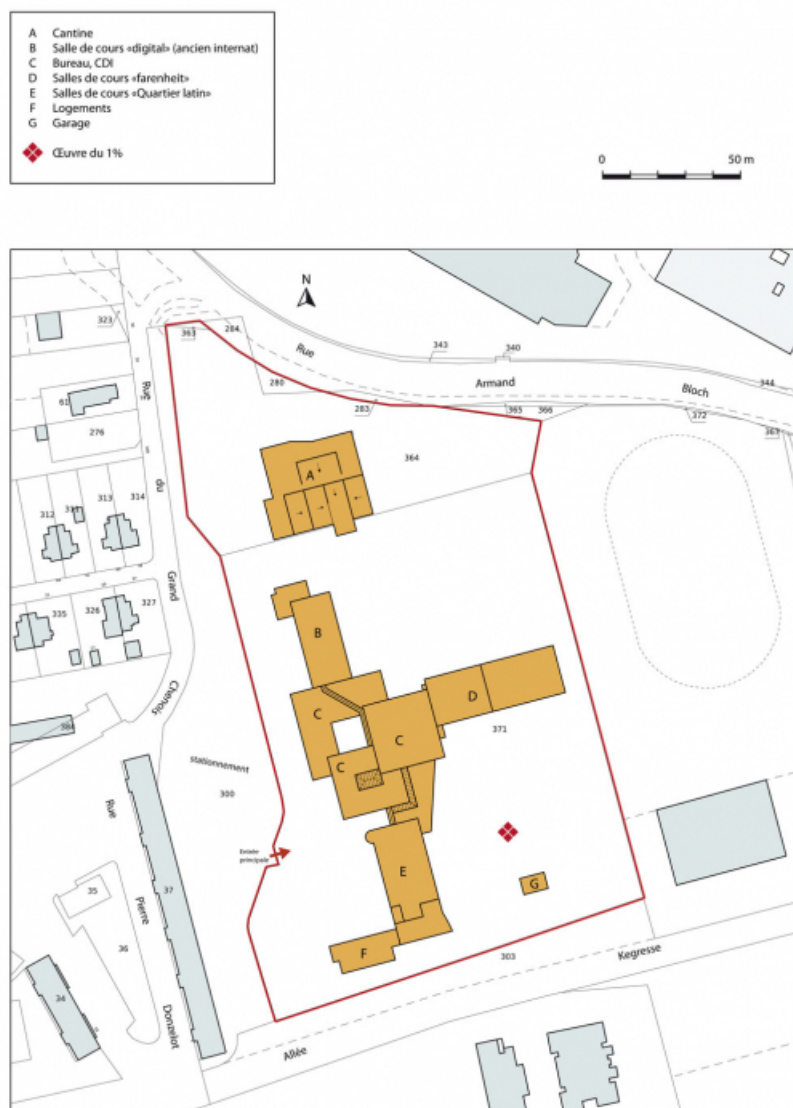 A Cantine
B Salle de cours «digital» (ancien internat)
C Bureau, CDI
D Salles de cours «farenheit»
E Salles de cours «Quartier latin»
F Logements
G Garage
Œuvre du 1%
0 50 m
N
323
363
284
343
340
Rue
Armand
Bloch
344
280
283
365
366
372
367
61
276
Rue
364
A
du
312
311
313
314
Grand
335
326
327
B
Chênois
C
C
D
371
C
stationnement
300
Rue
Entrée
principale
E
G
35
37
Pierre
36
F
303
Kegresse
34
Donzelot
Allée